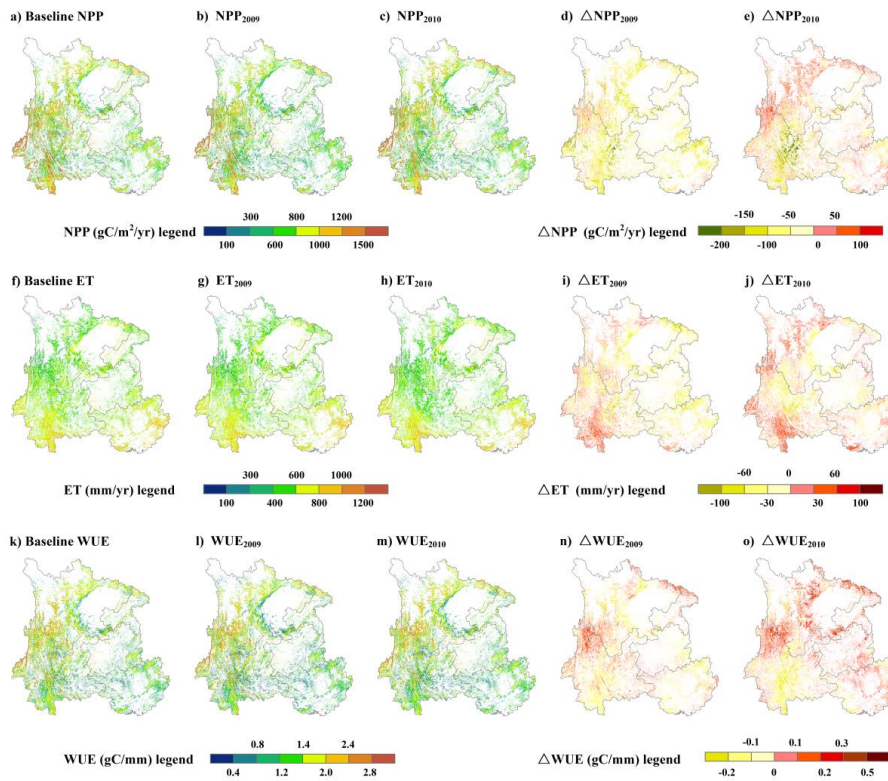 a) Baseline NPP b) NPP2009 c) NPP2010 d) △NPP2009 e) △NPP2010
300 800 1200 -150 -50 50
NPP (gC/m²/yr) legend △NPP (gC/m²/yr) legend
100 600 1000 1500 -200 -100 0 100
f) Baseline ET g) ET2009 h) ET2010 i) △ET2009 j) △ET2010
300 600 1000 -60 0 60
ET (mm/yr) legend △ET (mm/yr) legend
100 400 800 1200 -100 -30 30 100
k) Baseline WUE l) WUE2009 m) WUE2010 n) △WUE2009 o) △WUE2010
0.8 1.4 2.4 -0.1 0.1 0.3
WUE (gC/mm) legend △WUE (gC/mm) legend
0.4 1.2 2.0 2.8 -0.2 0 0.2 0.5